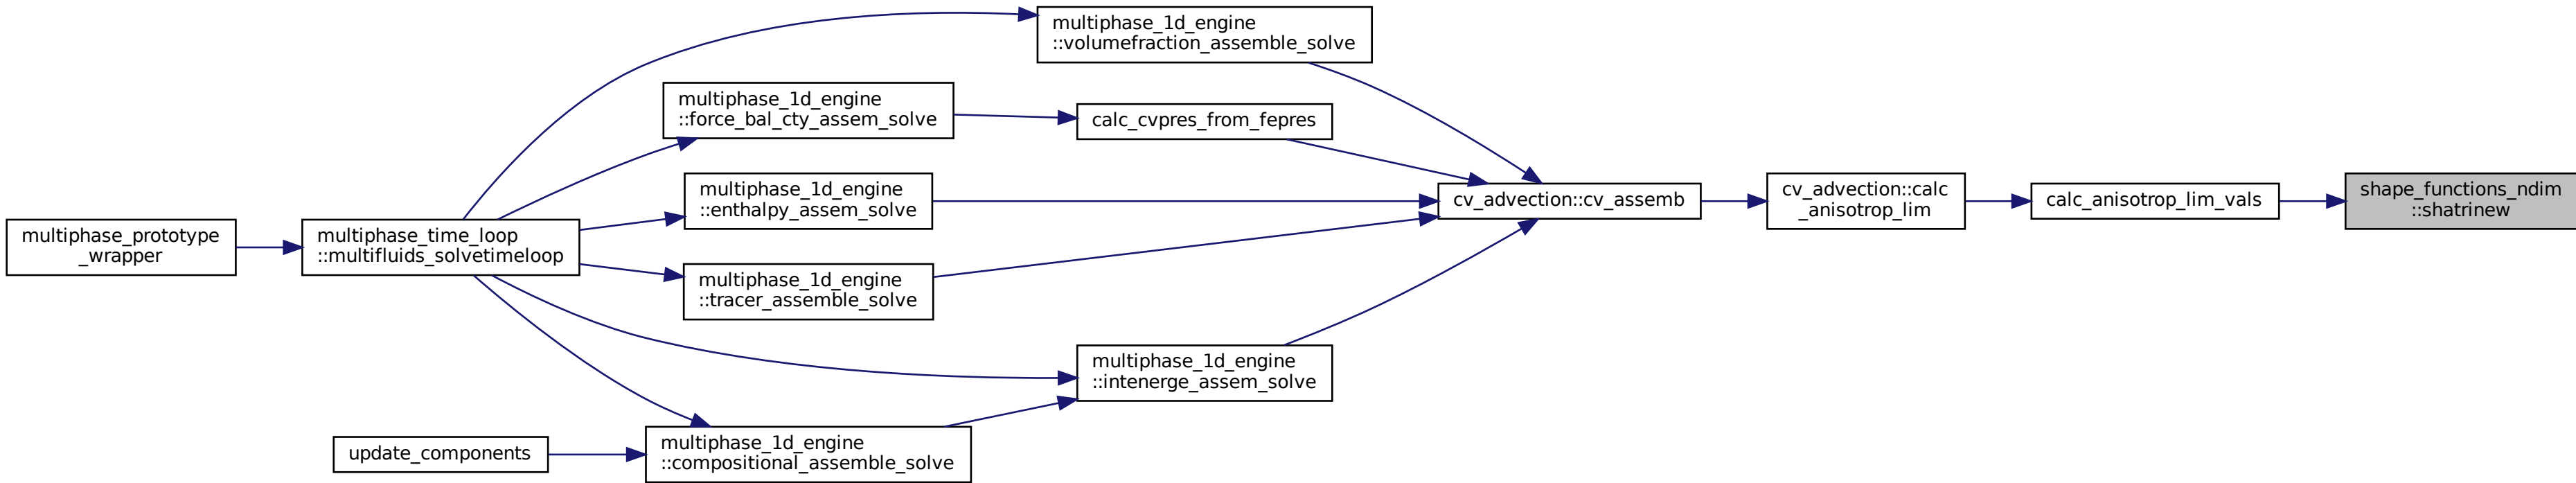 multiphase_prototype
_wrapper
multiphase_time_loop
::multifluids_solvetimeloop
update_components
multiphase_1d_engine
::volumefraction_assemble_solve
multiphase_1d_engine
::force_bal_cty_assem_solve
calc_cvpres_from_fepres
multiphase_1d_engine
::enthalpy_assem_solve
multiphase_1d_engine
::tracer_assemble_solve
multiphase_1d_engine
::intenerge_assem_solve
multiphase_1d_engine
::compositional_assemble_solve
cv_advection::cv_assemb
cv_advection::calc
_anisotrop_lim
calc_anisotrop_lim_vals
shape_functions_ndim
::shatrinew